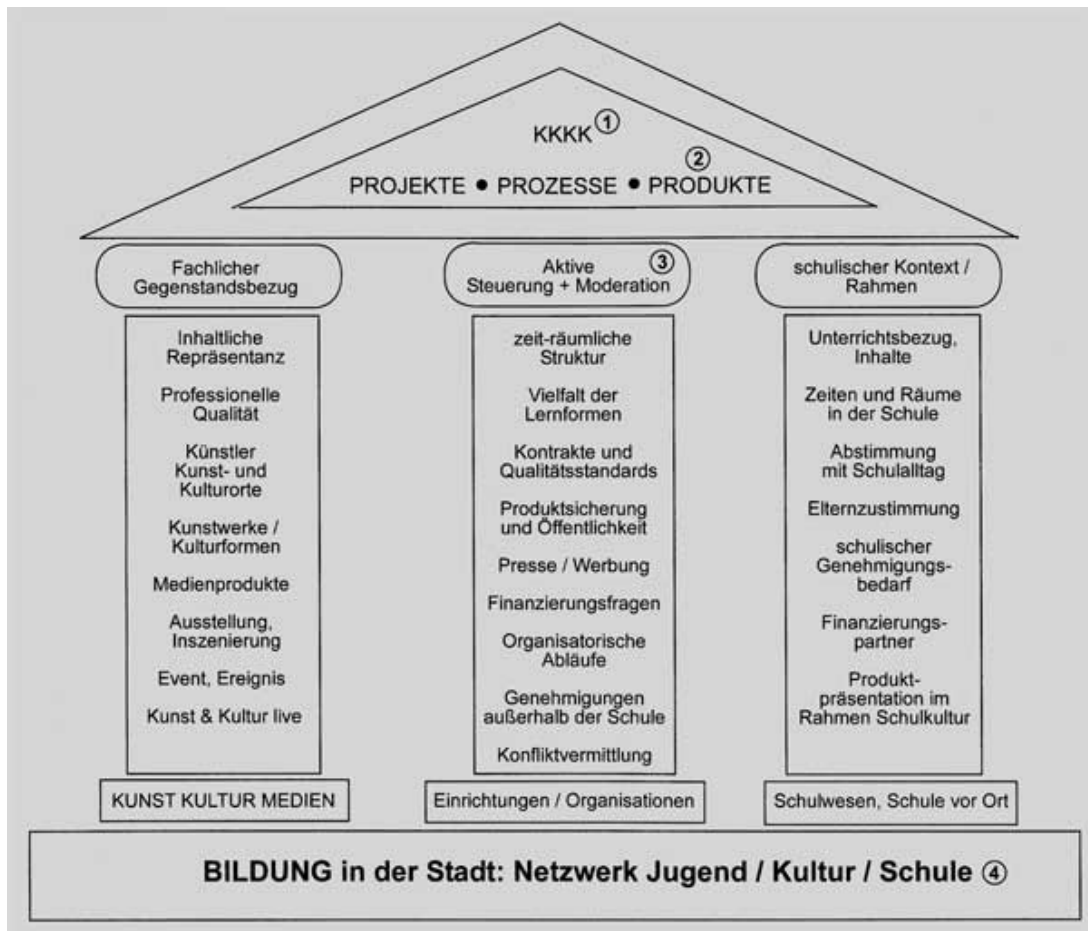 KKKK ①
②
PROJEKTE ● PROZESSE ● PRODUKTE
Fachlicher
Gegenstandsbezug
Inhaltliche
Repräsentanz
Professionelle
Qualität
Künstler
Kunst- und
Kulturorte
Kunstwerke /
Kulturformen
Medienprodukte
Ausstellung,
Inszenierung
Event, Ereignis
Kunst & Kultur live
KUNST KULTUR MEDIEN
Aktive ③
Steuerung + Moderation
zeit-räumliche
Struktur
Vielfalt der
Lernformen
Kontrakte und
Qualitätsstandards
Produktsicherung
und Öffentlichkeit
Presse / Werbung
Finanzierungsfragen
Organisatorische
Abläufe
Genehmigungen
außerhalb der Schule
Konfliktvermittlung
Einrichtungen / Organisationen
schulischer Kontext /
Rahmen
Unterrichtsbezug,
Inhalte
Zeiten und Räume
in der Schule
Abstimmung
mit Schulalltag
Elternzustimmung
schulischer
Genehmigungs-
bedarf
Finanzierungs-
partner
Produkt-
präsentation im
Rahmen Schulkultur
Schulwesen, Schule vor Ort
BILDUNG in der Stadt: Netzwerk Jugend / Kultur / Schule ④